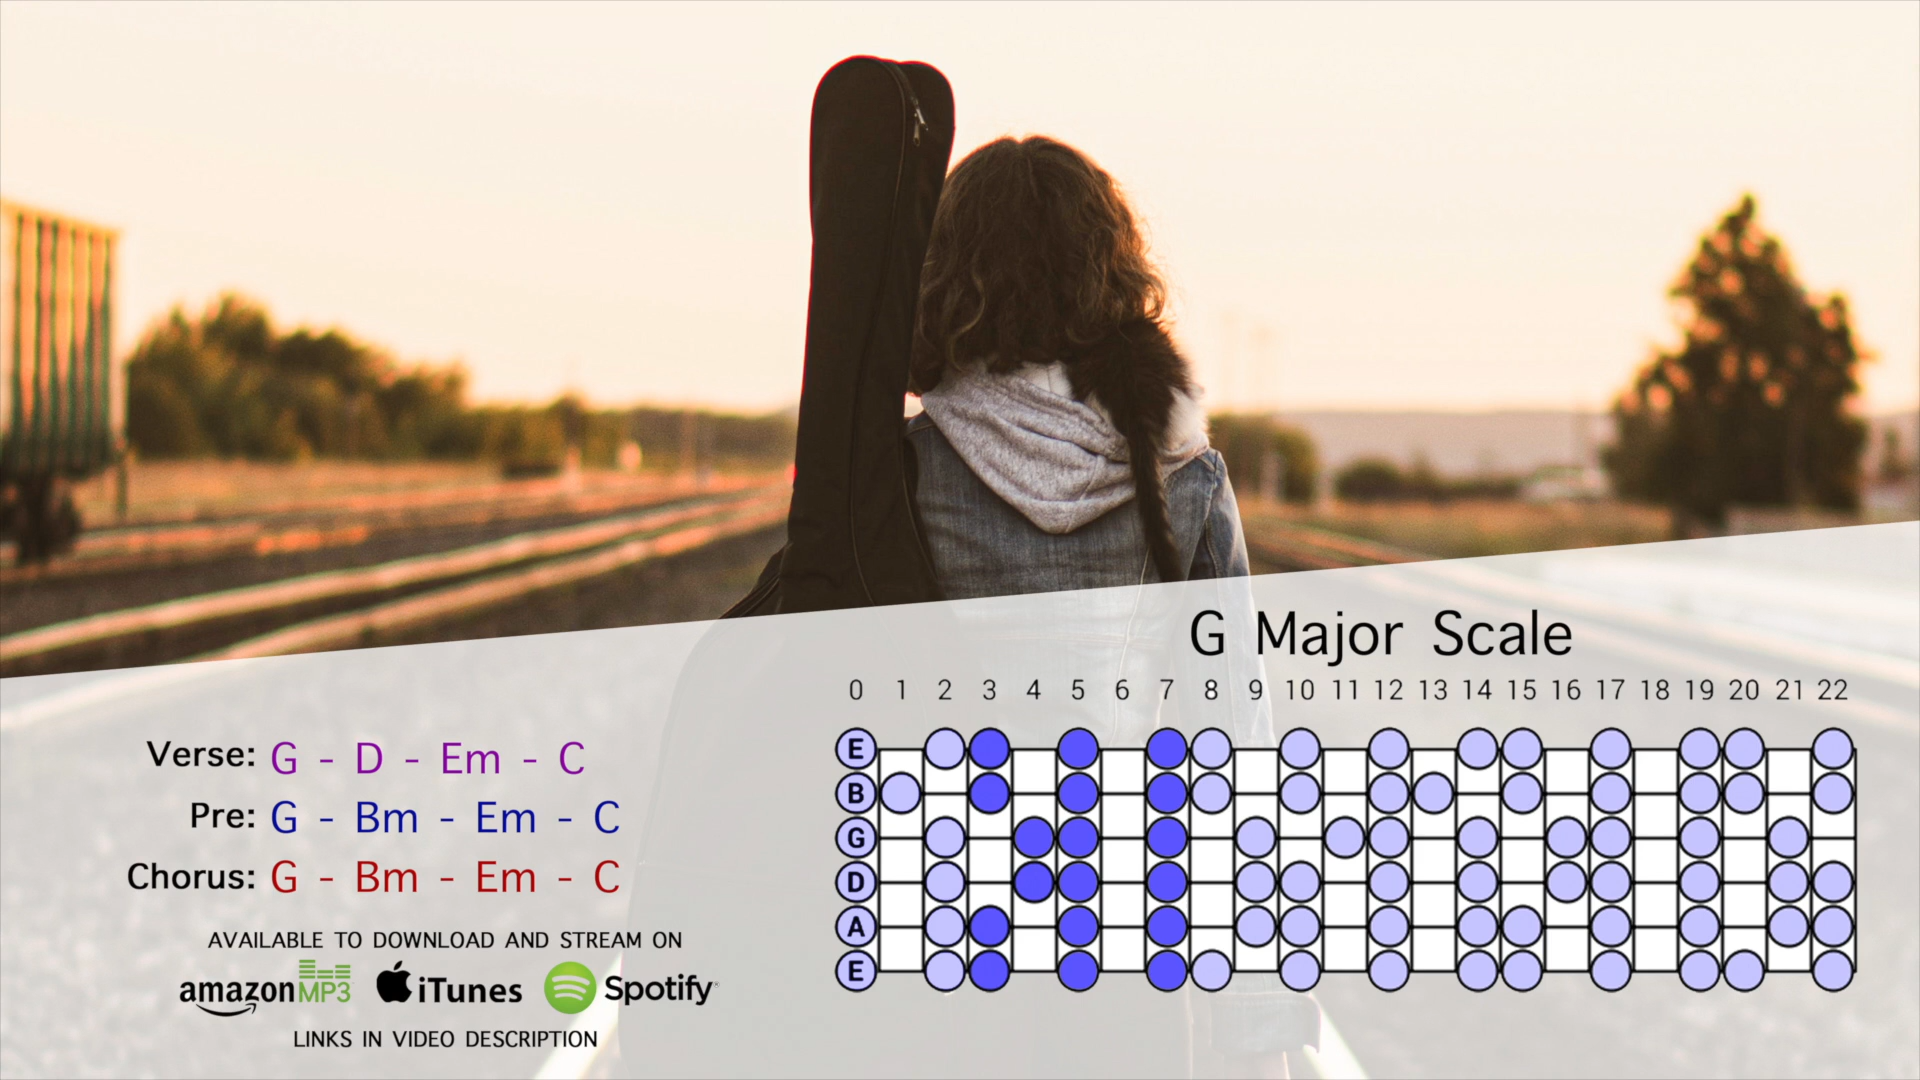 G Major Scale
0 1 2 3 4 5 6 7 8 9 10 11 12 13 14 15 16 17 18 19 20 21 22
E
B
G
D
A
E
Verse: G - D - Em - C
Pre: G - Bm - Em - C
Chorus: G - Bm - Em - C
AVAILABLE TO DOWNLOAD AND STREAM ON
amazon MP3 iTunes Spotify
LINKS IN VIDEO DESCRIPTION